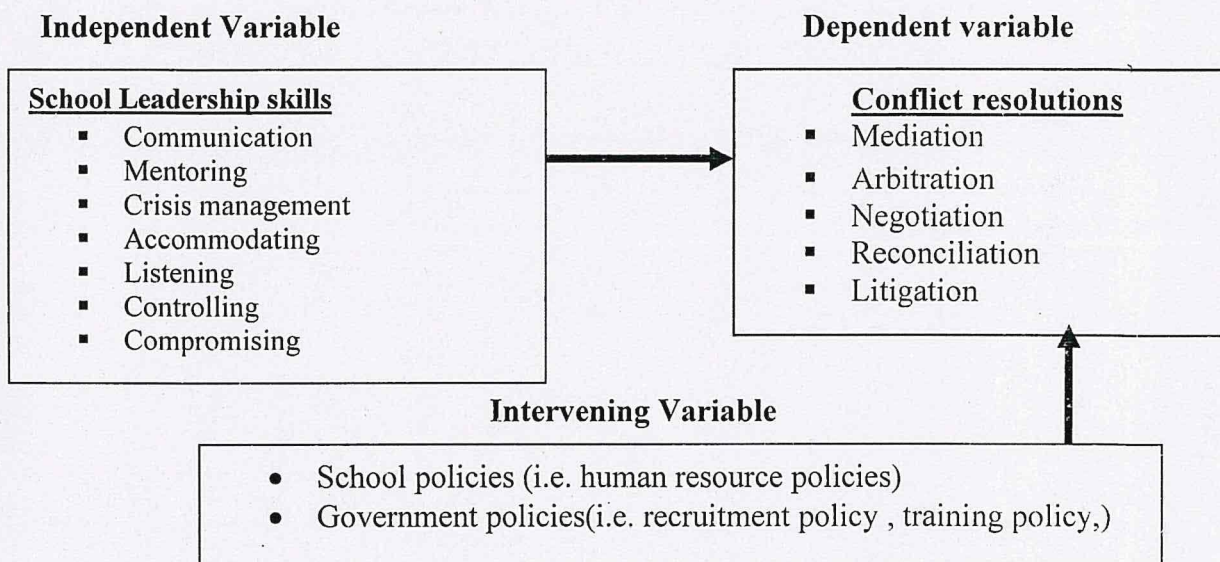 Independent Variable
Dependent variable
School Leadership skills
▪ Communication
▪ Mentoring
▪ Crisis management
▪ Accommodating
▪ Listening
▪ Controlling
▪ Compromising
Conflict resolutions
▪ Mediation
▪ Arbitration
▪ Negotiation
▪ Reconciliation
▪ Litigation
Intervening Variable
• School policies (i.e. human resource policies)
• Government policies(i.e. recruitment policy , training policy,)